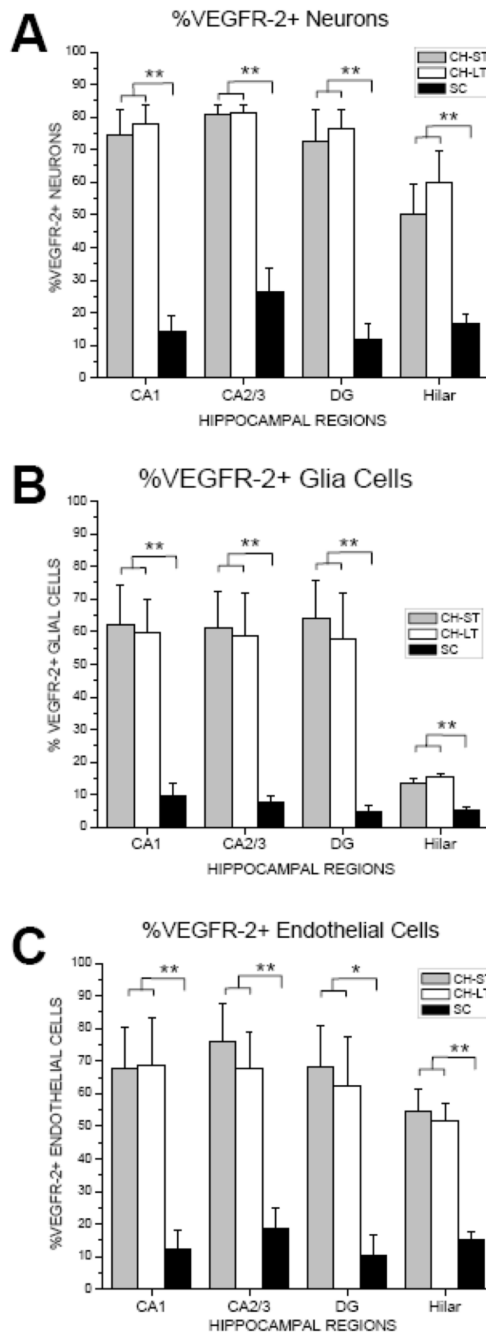 A
%VEGFR-2+ Neurons
CH-ST
CH-LT
SC
** ** ** **
%VEGFR-2+ NEURONS
100
90
80
70
60
50
40
30
20
10
0
CA1 CA2/3 DG Hilar
HIPPOCAMPAL REGIONS
B
%VEGFR-2+ Glia Cells
** ** ** **
CH-ST
CH-LT
SC
% VEGFR-2+ GLIAL CELLS
100
90
80
70
60
50
40
30
20
10
0
CA1 CA2/3 DG Hilar
HIPPOCAMPAL REGIONS
C
%VEGFR-2+ Endothelial Cells
CH-ST
CH-LT
SC
** ** * **
%VEGFR-2+ ENDOTHELIAL CELLS
100
90
80
70
60
50
40
30
20
10
0
CA1 CA2/3 DG Hilar
HIPPOCAMPAL REGIONS